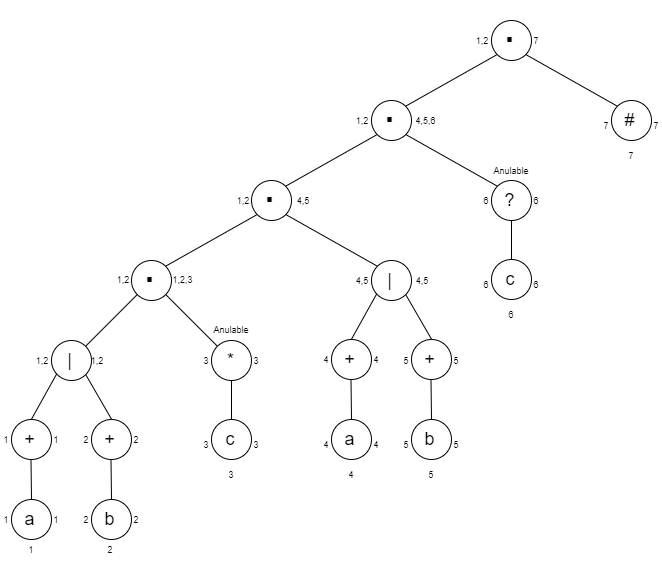 1,2 ▪ 7
1,2 ▪ 4,5,6
7 # 7
7
Anulable
1,2 ▪ 4,5
6 ? 6
1,2 ▪ 1,2,3
4,5 | 4,5
6 c 6
6
Anulable
1,2 | 1,2
3 * 3
4 + 4
5 + 5
1 + 1
2 + 2
3 c 3
4 a 4
5 b 5
3
4
5
1 a 1
2 b 2
1
2